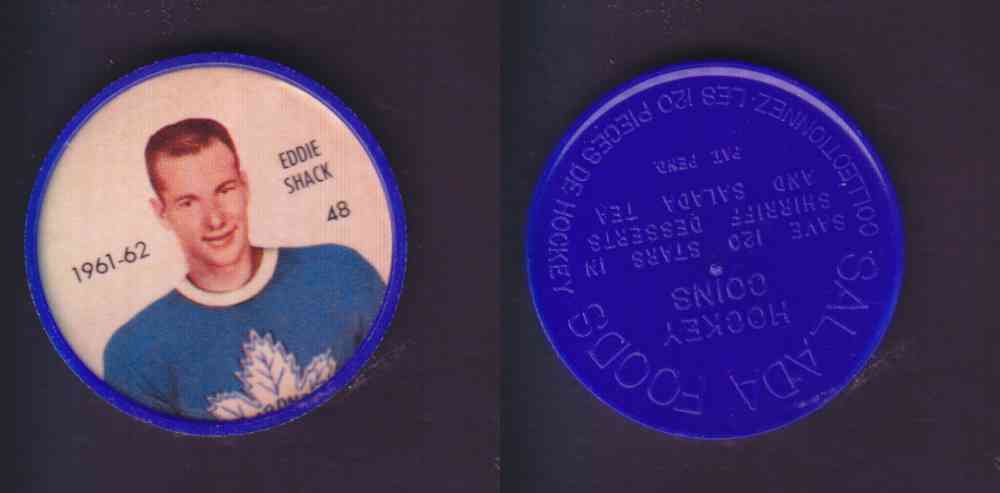 EDDIE
SHACK
48
1961-62
SALADA FOODS
HOCKEY
COINS
SAVE 120 STARS IN
SHIRRIFF DESSERTS
AND SALADA TEA
PAT. PEND.
COLLECTIONNEZ LES 120 PIECES DE HOCKEY